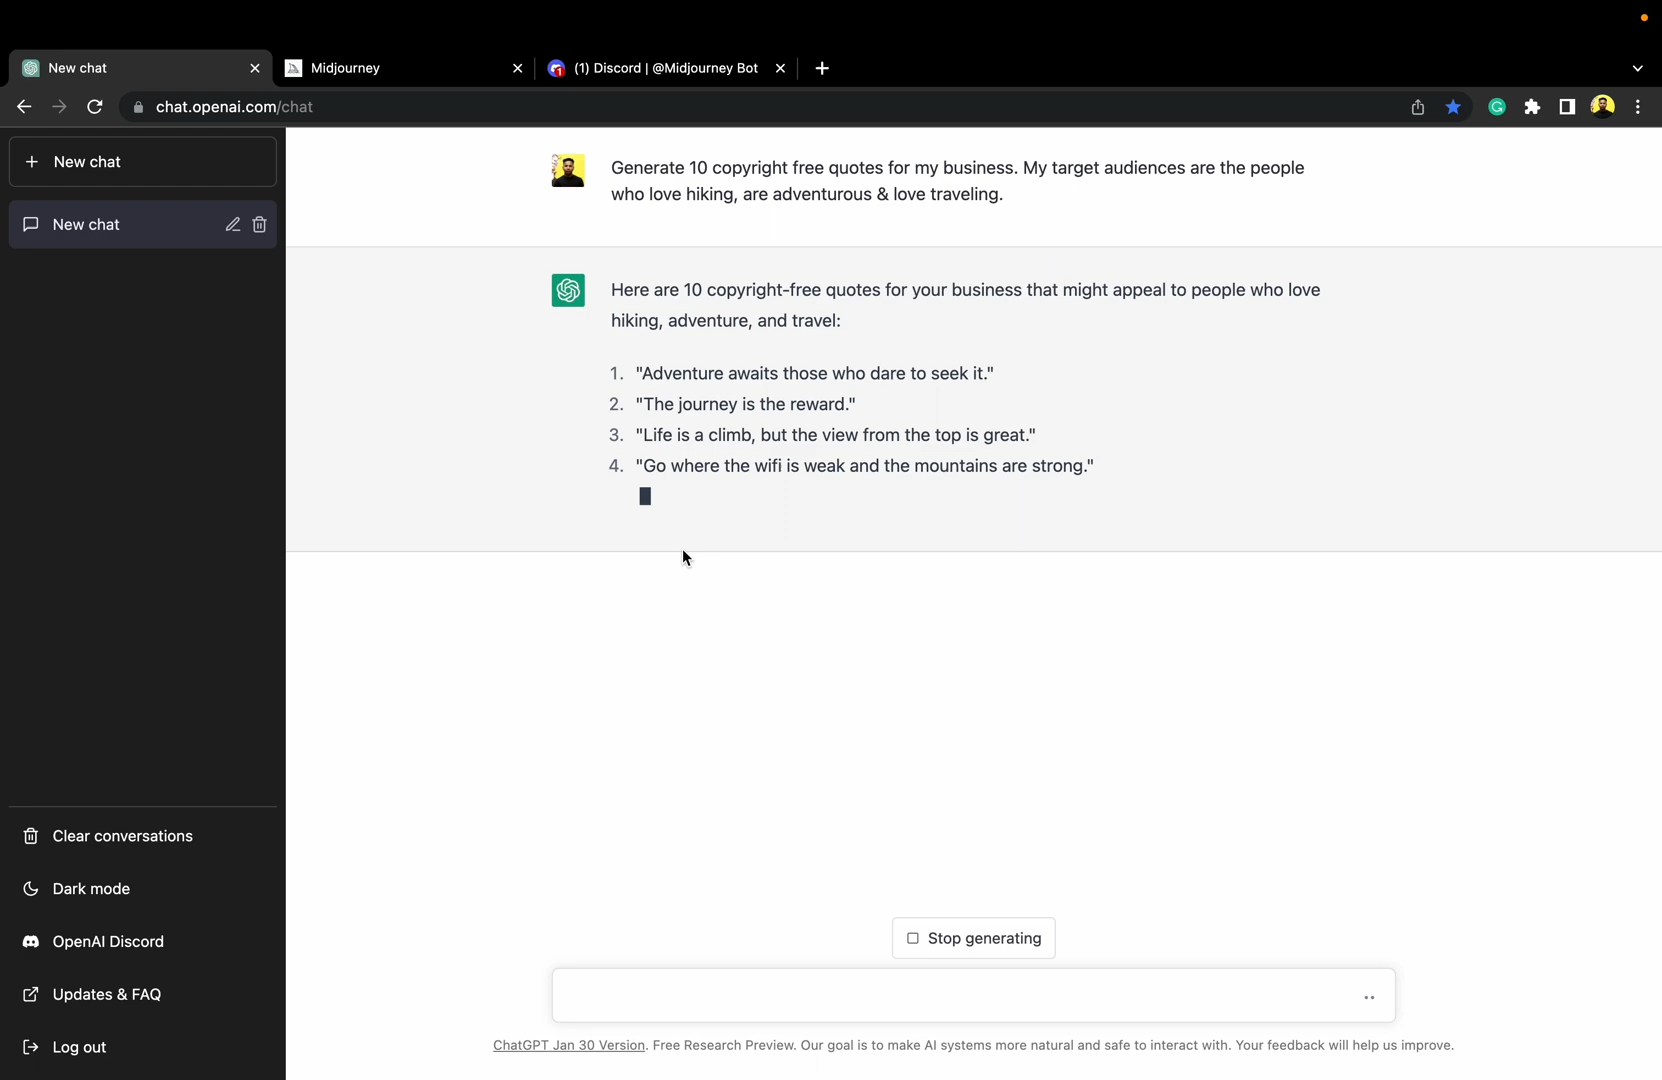 New chat
Midjourney
(1) Discord | @Midjourney Bot
chat.openai.com/chat
New chat
New chat
Generate 10 copyright free quotes for my business. My target audiences are the people
who love hiking, are adventurous & love traveling.
Here are 10 copyright-free quotes for your business that might appeal to people who love
hiking, adventure, and travel:
1. "Adventure awaits those who dare to seek it."
2. "The journey is the reward."
3. "Life is a climb, but the view from the top is great."
4. "Go where the wifi is weak and the mountains are strong."
Clear conversations
Dark mode
OpenAI Discord
Updates & FAQ
Log out
Stop generating
ChatGPT Jan 30 Version. Free Research Preview. Our goal is to make AI systems more natural and safe to interact with. Your feedback will help us improve.